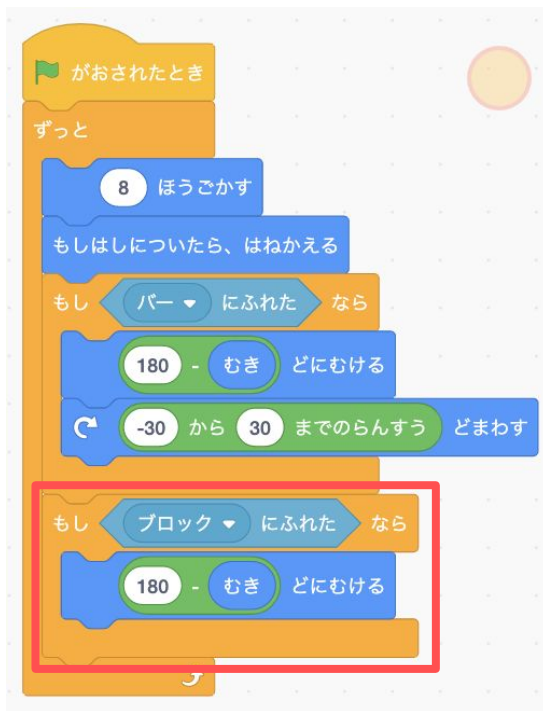 がおされたとき
ずっと
8 ほうごかす
もしはしについたら、はねかえる
もし バー にふれた なら
180 - むき どにむける
-30 から 30 までのらんすう どまわす
もし ブロック にふれた なら
180 - むき どにむける